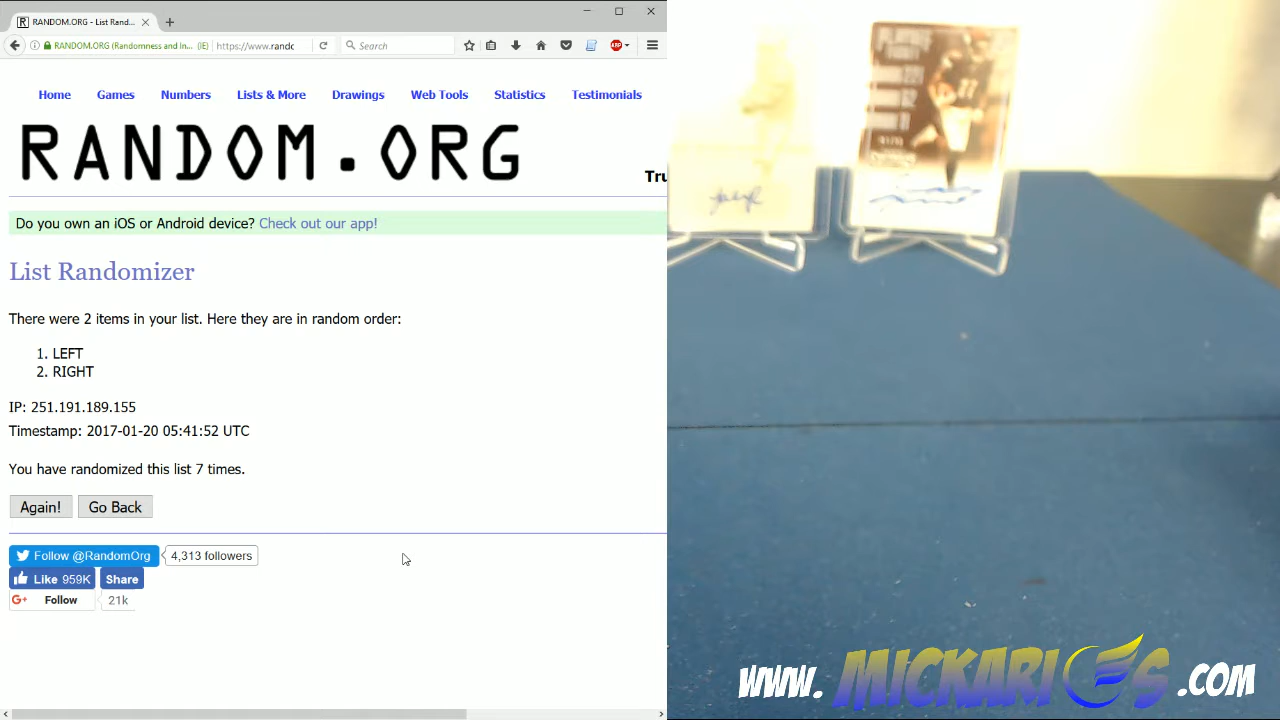 RANDOM.ORG - List Rand...
RANDOM.ORG (Randomness and In... (IE)
https://www.randc
Search
ABP
Home Games Numbers Lists & More Drawings Web Tools Statistics Testimonials
RANDOM.ORG
Tru
Do you own an iOS or Android device? Check out our app!
List Randomizer
There were 2 items in your list. Here they are in random order:
1. LEFT
2. RIGHT
IP: 251.191.189.155
Timestamp: 2017-01-20 05:41:52 UTC
You have randomized this list 7 times.
Again! Go Back
Follow @RandomOrg 4,313 followers
Like 959K Share
G+ Follow 21k
www.MICKARIES.COM